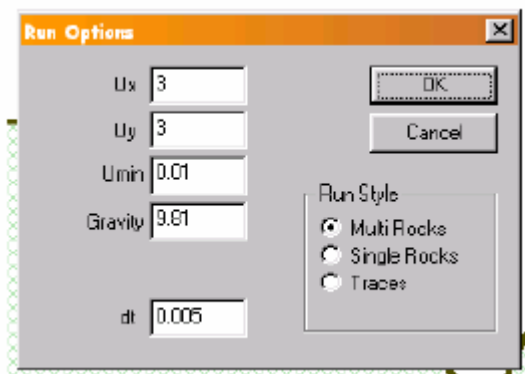 Run Options
Ux 3
Uy 3
Umin 0.01
Gravity 9.81
dt 0.005
OK
Cancel
Run Style
Multi Rocks
Single Rocks
Traces